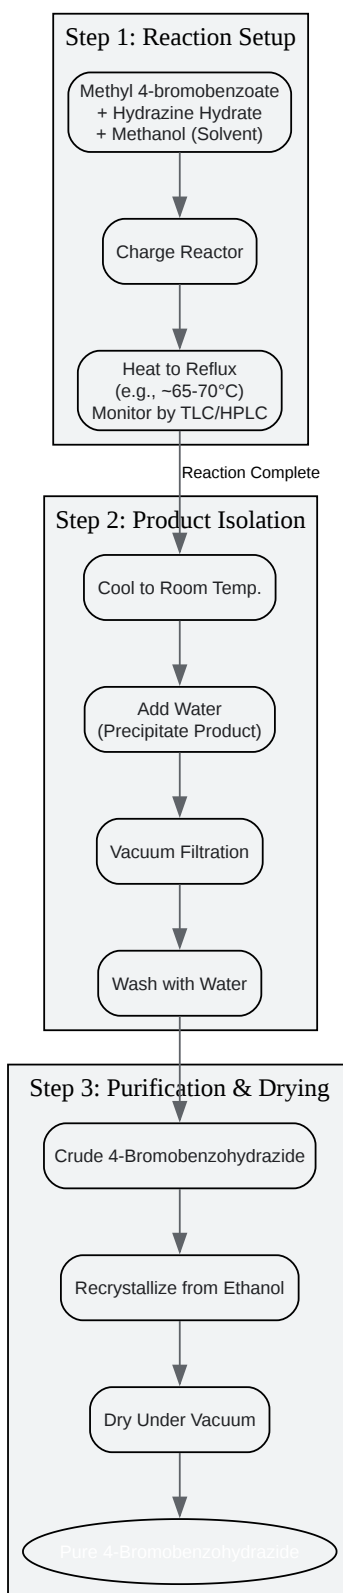 Step 1: Reaction Setup
Methyl 4-bromobenzoate
+ Hydrazine Hydrate
+ Methanol (Solvent)
Charge Reactor
Heat to Reflux
(e.g., ~65-70°C)
Monitor by TLC/HPLC
Reaction Complete
Step 2: Product Isolation
Cool to Room Temp.
Add Water
(Precipitate Product)
Vacuum Filtration
Wash with Water
Step 3: Purification & Drying
Crude 4-Bromobenzohydrazide
Recrystallize from Ethanol
Dry Under Vacuum
Pure 4-Bromobenzohydrazide